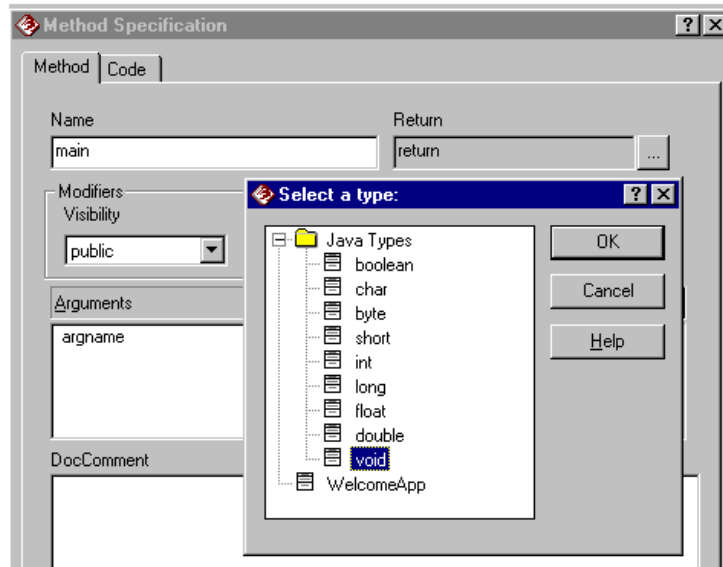 Method Specification
Method
Code
Name
Return
main
return
...
Modifiers
Visibility
public
Arguments
argname
DocComment
Select a type:
Java Types
boolean
char
byte
short
int
long
float
double
void
WelcomeApp
OK
Cancel
Help